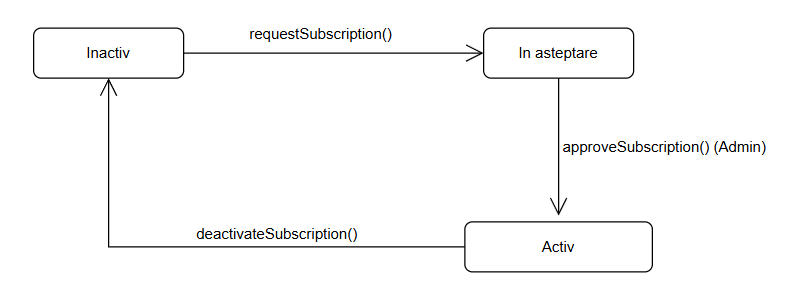 requestSubscription()
Inactiv
In asteptare
approveSubscription() (Admin)
deactivateSubscription()
Activ